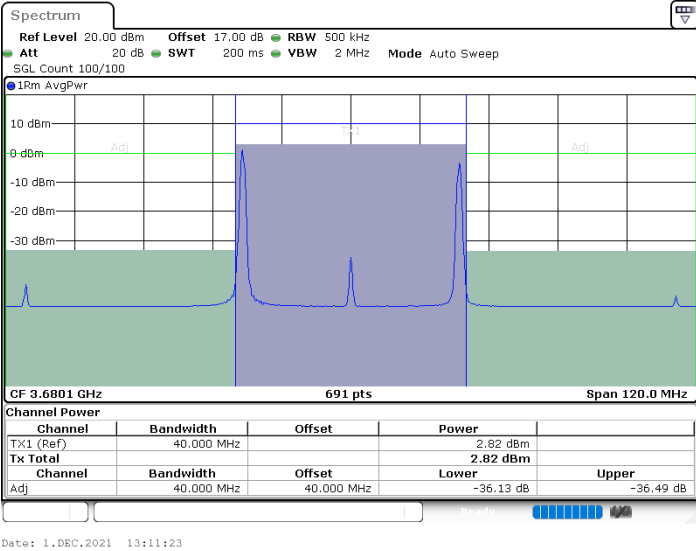 Spectrum
Ref Level 20.00 dBm Offset 17.00 dB RBW 500 kHz
Att 20 dB SWT 200 ms VBW 2 MHz Mode Auto Sweep
SGL Count 100/100
1Rm AvgPwr
10 dBm
TX1
Adj Adj
0 dBm
-10 dBm
-20 dBm
-30 dBm
CF 3.6801 GHz 691 pts Span 120.0 MHz
Channel Power
Channel Bandwidth Offset Power
TX1 (Ref) 40.000 MHz 2.82 dBm
Tx Total 2.82 dBm
Channel Bandwidth Offset Lower Upper
Adj 40.000 MHz 40.000 MHz -36.13 dB -36.49 dB
Ready
Date: 1.DEC.2021 13:11:23